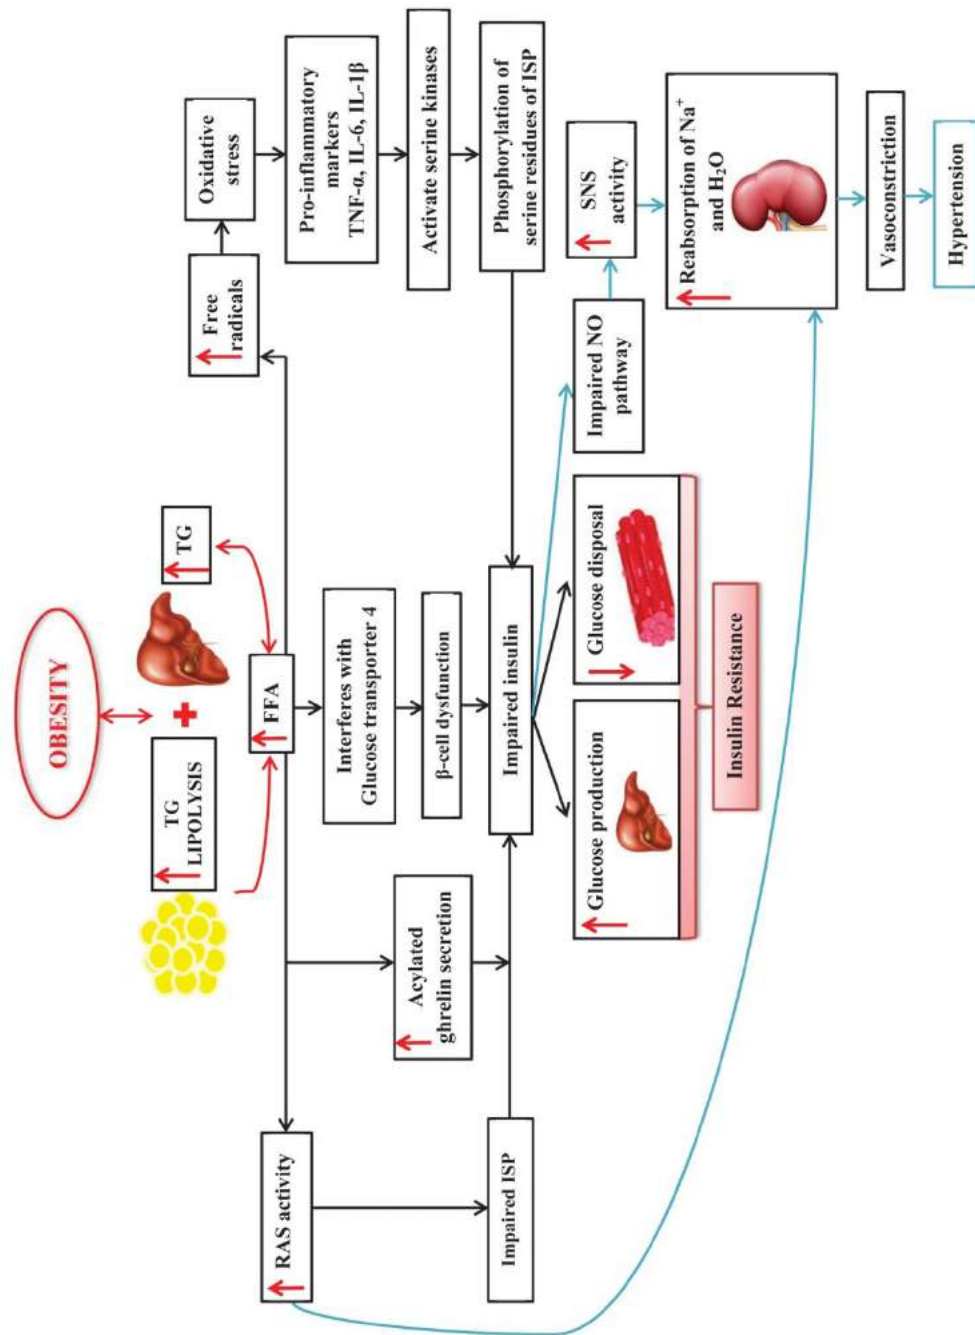 OBESITY
TG
LIPOLYSIS
TG
FFA
RAS activity
Free
radicals
Oxidative
stress
Pro-inflammatory
markers
TNF-α, IL-6, IL-1β
Activate serine kinases
Phosphorylation of
serine residues of ISP
Interferes with
Glucose transporter 4
β-cell dysfunction
Acylated
ghrelin secretion
Impaired ISP
Impaired insulin
Glucose production
Glucose disposal
Insulin Resistance
Impaired NO
pathway
SNS
activity
Reabsorption of Na⁺
and H₂O
Vasoconstriction
Hypertension